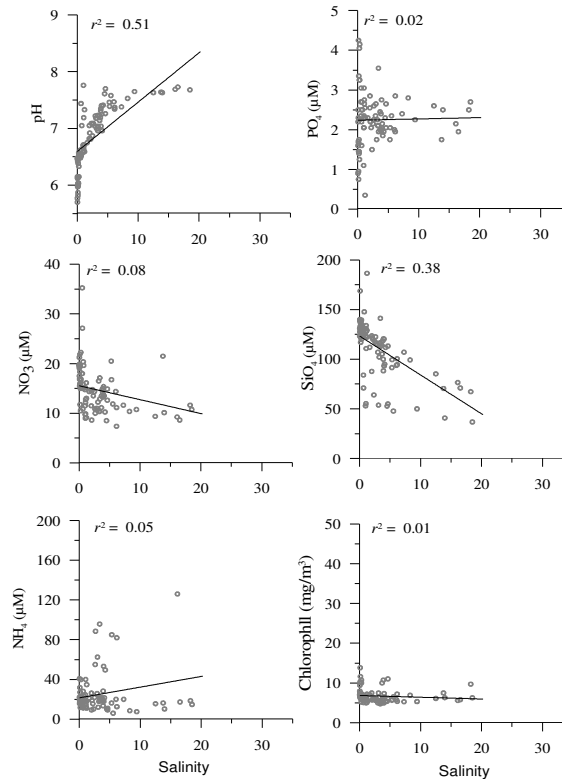 r² = 0.51
9
8
7
6
pH
0 10 20 30
r² = 0.02
5
4
3
2
1
0
PO₄ (µM)
0 10 20 30
r² = 0.08
40
30
20
10
0
NO₃ (µM)
0 10 20 30
r² = 0.38
200
150
100
50
0
SiO₄ (µM)
0 10 20 30
r² = 0.05
200
160
120
80
40
0
NH₄ (µM)
0 10 20 30
Salinity
r² = 0.01
50
40
30
20
10
0
Chlorophll (mg/m³)
0 10 20 30
Salinity